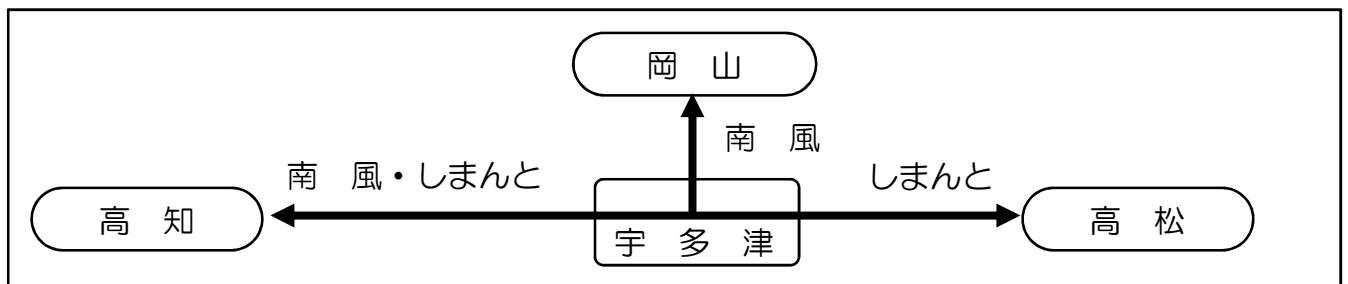 岡 山
南 風
南 風・しまんと
しまんと
高 知
宇 多 津
高 松